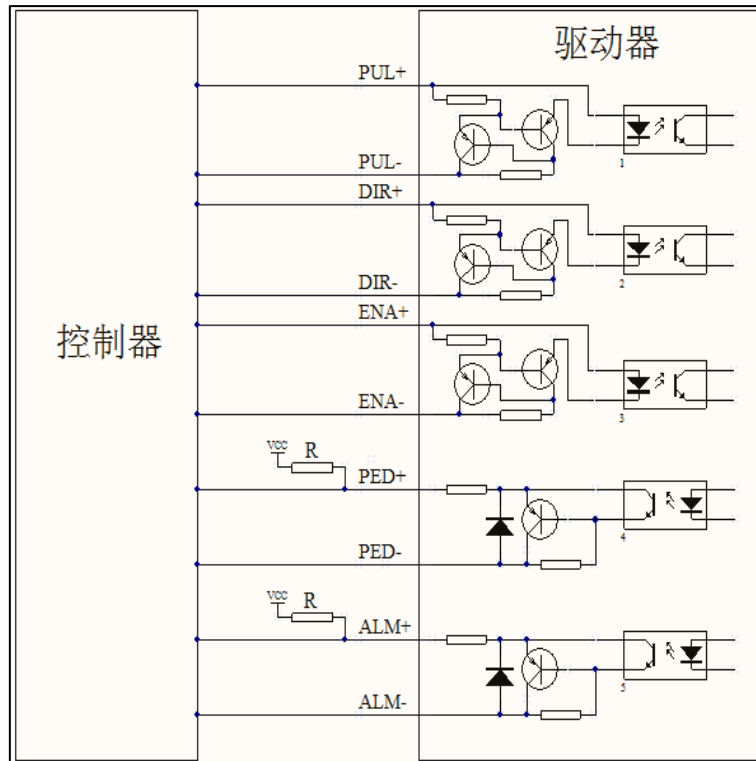 驱动器
PUL+
1
PUL-
DIR+
2
DIR-
控制器
ENA+
3
ENA-
VCC R
PED+
4
PED-
VCC R
ALM+
5
ALM-